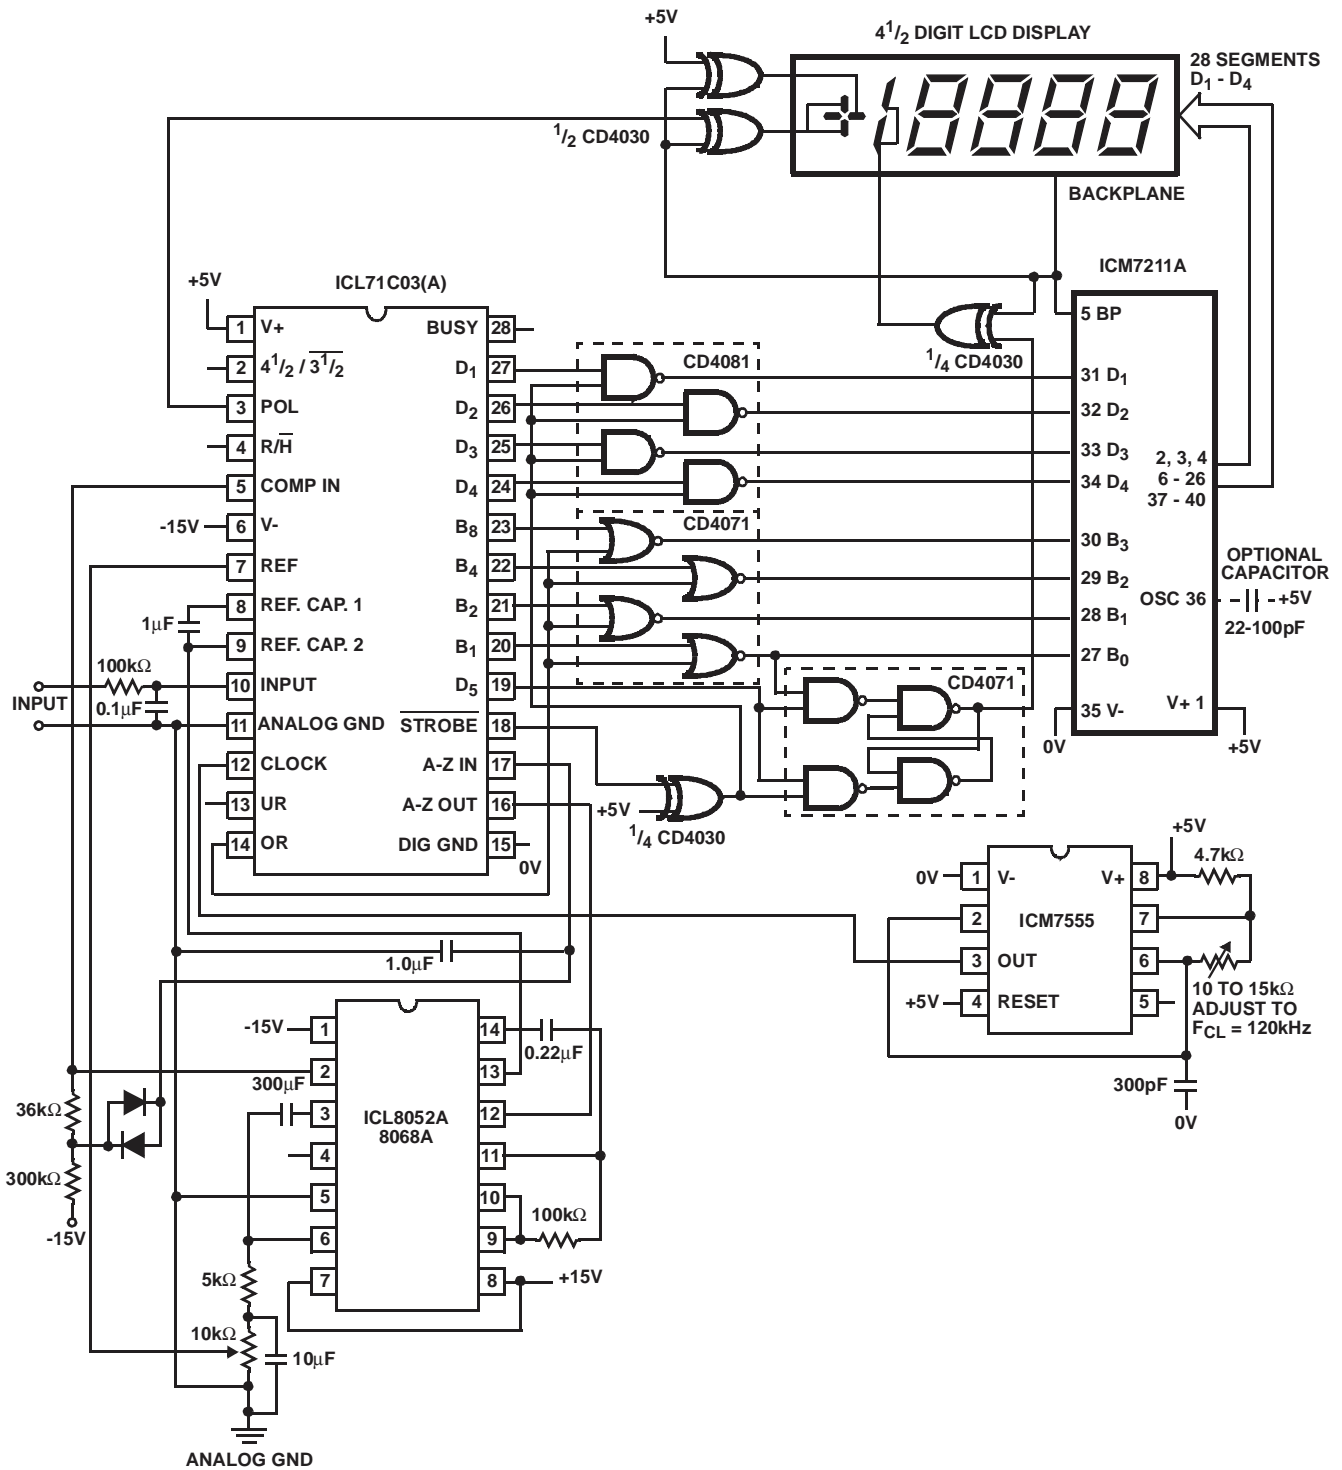 +5V
4 1/2 DIGIT LCD DISPLAY
28 SEGMENTS
D1 - D4
1/2 CD4030
BACKPLANE
ICL71C03(A)
+5V
1 V+
2 4 1/2 / 3 1/2
3 POL
4 R/H
5 COMP IN
-15V
6 V-
7 REF
8 REF. CAP. 1
1μF
9 REF. CAP. 2
100kΩ
10 INPUT
INPUT
0.1μF
11 ANALOG GND
12 CLOCK
13 UR
14 OR
BUSY 28
D1 27
D2 26
D3 25
D4 24
B8 23
B4 22
B2 21
B1 20
D5 19
STROBE 18
A-Z IN 17
A-Z OUT 16
DIG GND 15
0V
CD4081
CD4071
CD4071
+5V
1/4 CD4030
1/4 CD4030
ICM7211A
5 BP
31 D1
32 D2
33 D3
34 D4
30 B3
29 B2
28 B1
27 B0
35 V-
0V
2, 3, 4
6 - 26
37 - 40
OPTIONAL
CAPACITOR
OSC 36
+5V
22-100pF
V+ 1
+5V
1.0μF
+5V
4.7kΩ
0V
1 V-
V+ 8
2
ICM7555
7
3 OUT
6
+5V
4 RESET
5
10 TO 15kΩ
ADJUST TO
FCL = 120kHz
300pF
0V
-15V
1
14
0.22μF
2
13
300μF
3
ICL8052A
8068A
12
4
11
5
10
6
9
100kΩ
7
8
+15V
36kΩ
300kΩ
-15V
5kΩ
10kΩ
10μF
ANALOG GND